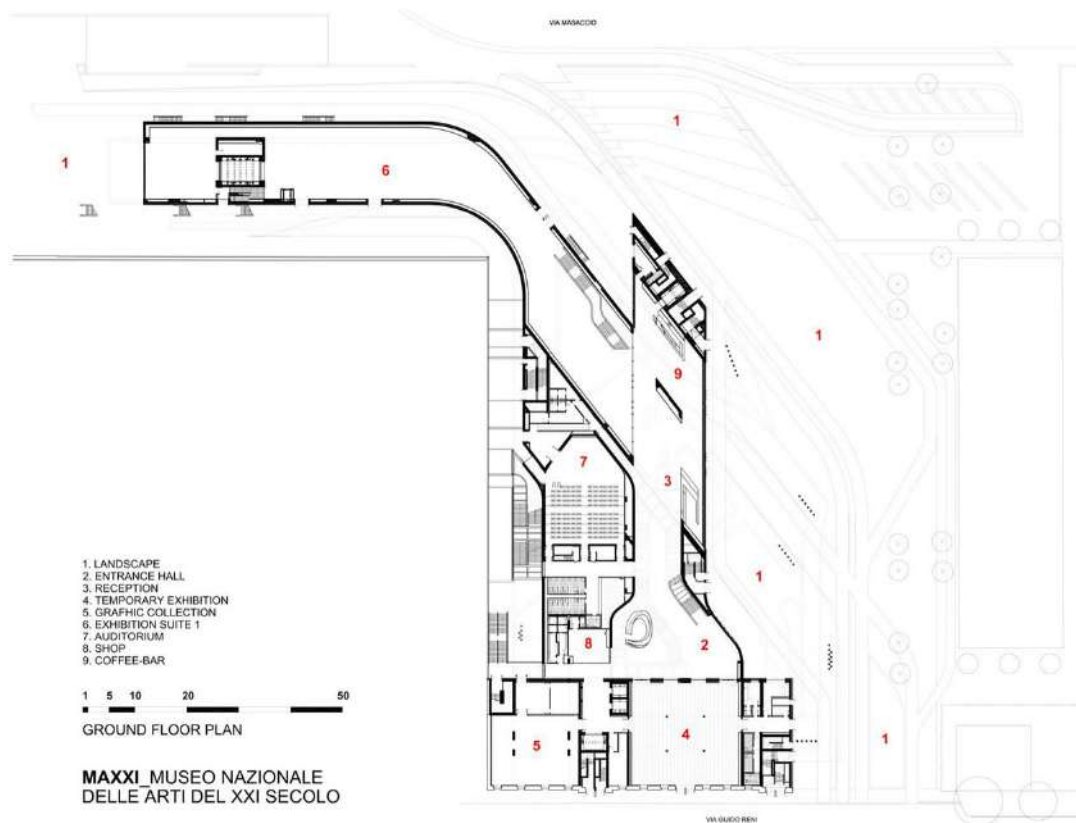 VIA MASACCIO
1
1
6
1
9
7
3
1
2
8
4
5
1
1. LANDSCAPE
2. ENTRANCE HALL
3. RECEPTION
4. TEMPORARY EXHIBITION
5. GRAFHIC COLLECTION
6. EXHIBITION SUITE 1
7. AUDITORIUM
8. SHOP
9. COFFEE-BAR
1 5 10 20 50
GROUND FLOOR PLAN
MAXXI_MUSEO NAZIONALE
DELLE ARTI DEL XXI SECOLO
VIA GUIDO RENI